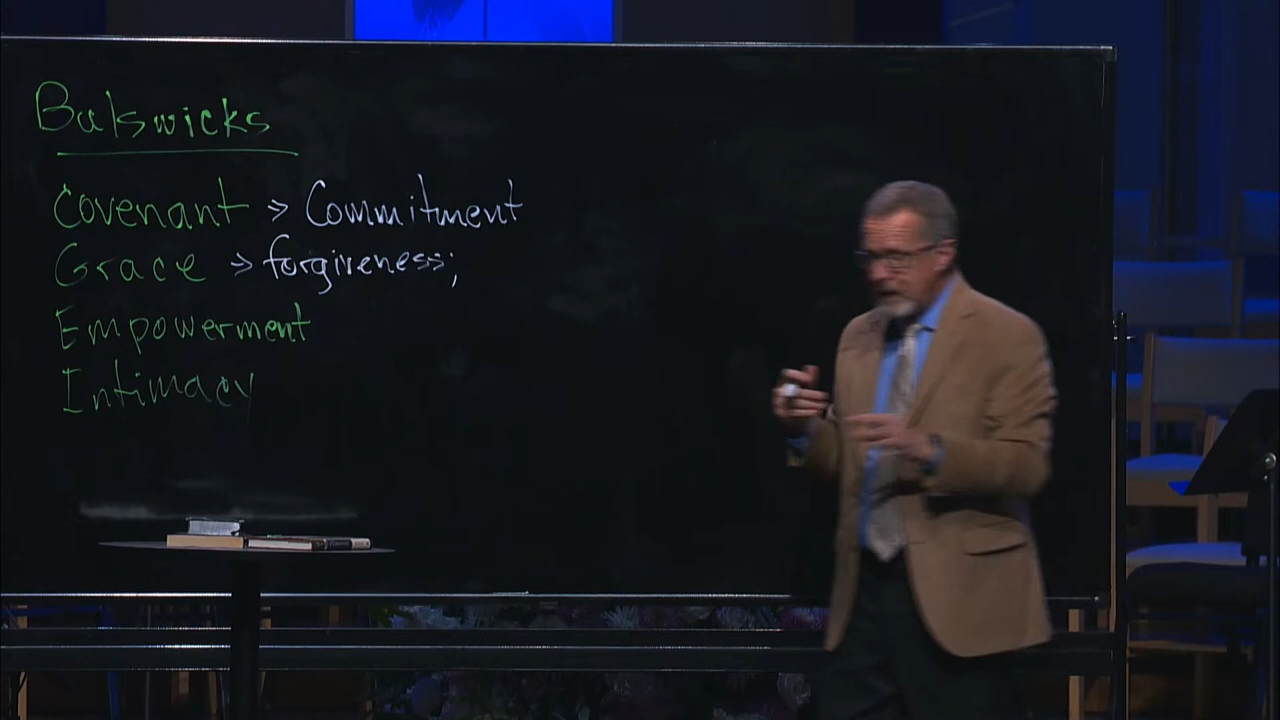 Balswicks
Covenant > Commitment
Grace > forgiveness;
Empowerment
Intimacy